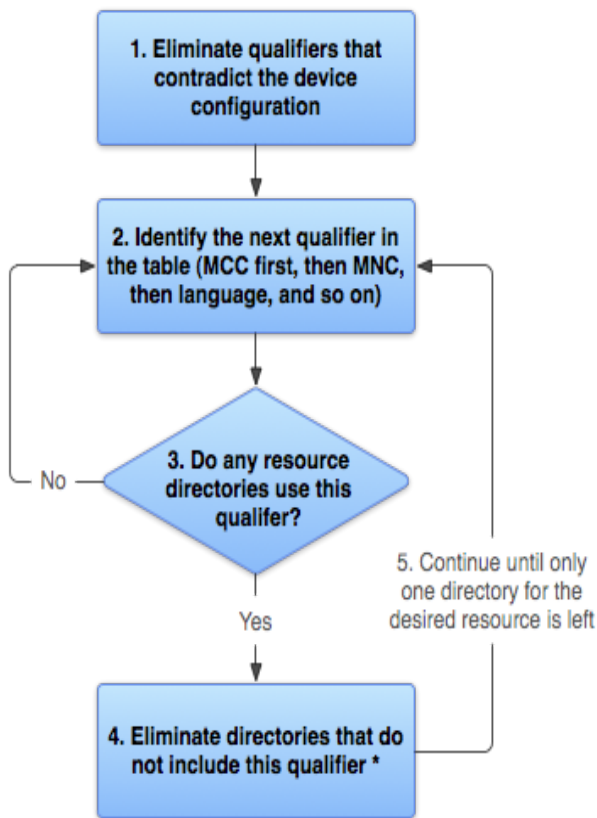 1. Eliminate qualifiers that
contradict the device
configuration
2. Identify the next qualifier in
the table (MCC first, then MNC,
then language, and so on)
3. Do any resource
directories use this
qualifer?
No
Yes
5. Continue until only
one directory for the
desired resource is left
4. Eliminate directories that do
not include this qualifier *